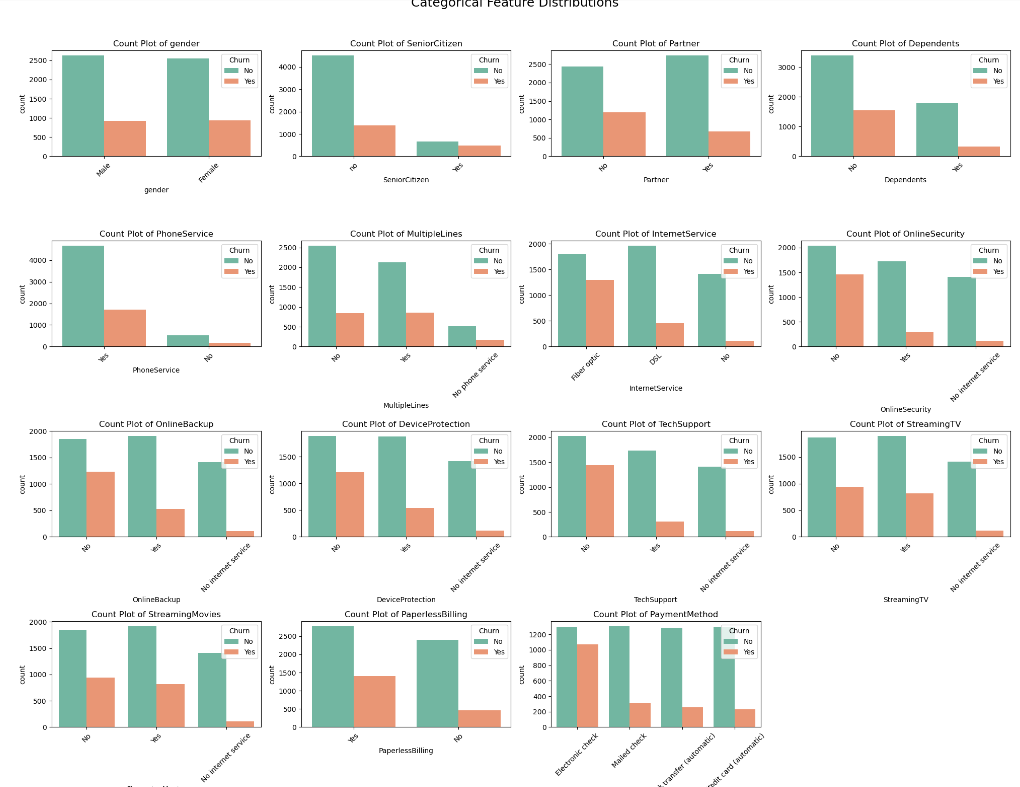 Categorical Feature Distributions
Count Plot of gender
count
2500
2000
1500
1000
500
0
Churn
No
Yes
Male
Female
gender
Count Plot of SeniorCitizen
count
4000
3000
2000
1000
0
Churn
No
Yes
no
Yes
SeniorCitizen
Count Plot of Partner
count
2500
2000
1500
1000
500
0
Churn
No
Yes
No
Yes
Partner
Count Plot of Dependents
count
3000
2000
1000
0
Churn
No
Yes
No
Yes
Dependents
Count Plot of PhoneService
count
4000
3000
2000
1000
0
Churn
No
Yes
Yes
No
PhoneService
Count Plot of MultipleLines
count
2500
2000
1500
1000
500
0
Churn
No
Yes
No
Yes
No phone service
MultipleLines
Count Plot of InternetService
count
2000
1500
1000
500
0
Churn
No
Yes
Fiber optic
DSL
No
InternetService
Count Plot of OnlineSecurity
count
2000
1500
1000
500
0
Churn
No
Yes
No
Yes
No internet service
OnlineSecurity
Count Plot of OnlineBackup
count
2000
1500
1000
500
0
Churn
No
Yes
No
Yes
No internet service
OnlineBackup
Count Plot of DeviceProtection
count
1500
1000
500
0
Churn
No
Yes
No
Yes
No internet service
DeviceProtection
Count Plot of TechSupport
count
2000
1500
1000
500
0
Churn
No
Yes
No
Yes
No internet service
TechSupport
Count Plot of StreamingTV
count
1500
1000
500
0
Churn
No
Yes
No
Yes
No internet service
StreamingTV
Count Plot of StreamingMovies
count
2000
1500
1000
500
0
Churn
No
Yes
No
Yes
No internet service
Count Plot of PaperlessBilling
count
2500
2000
1500
1000
500
0
Churn
No
Yes
Yes
No
PaperlessBilling
Count Plot of PaymentMethod
count
1200
1000
800
600
400
200
0
Churn
No
Yes
Electronic check
Mailed check
transfer (automatic)
card (automatic)